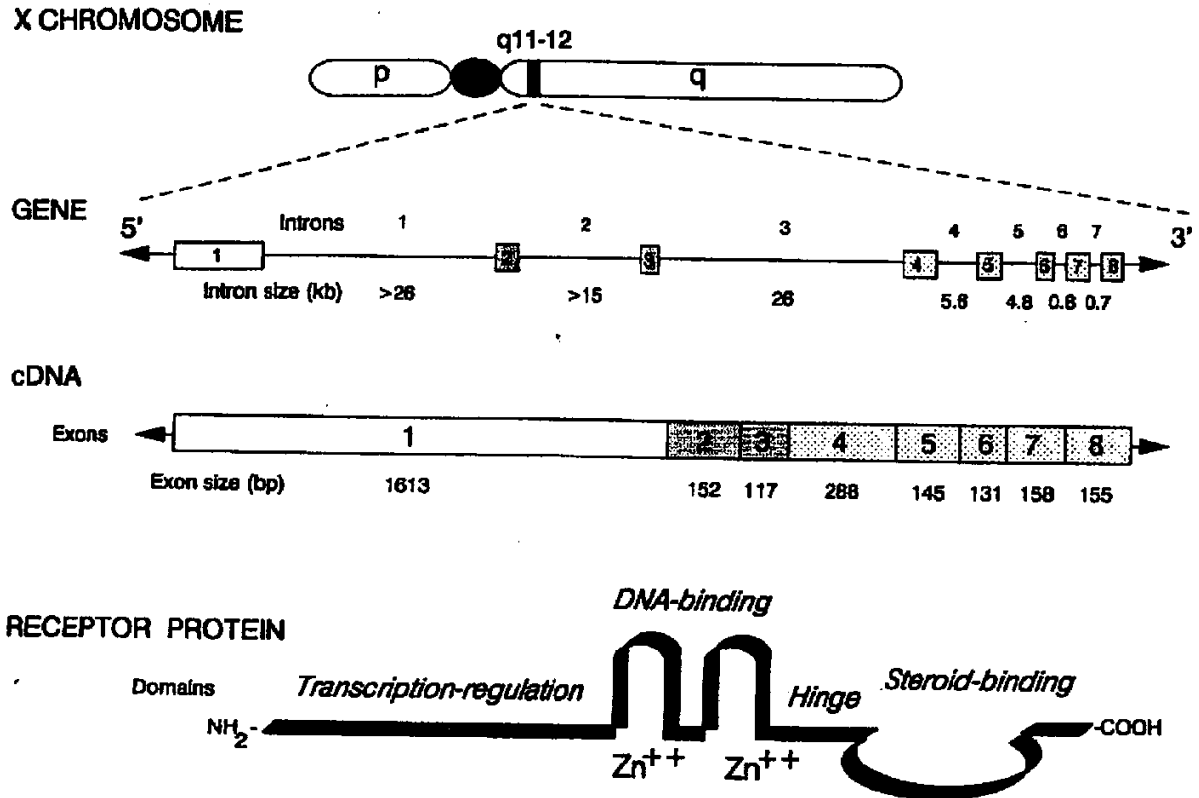 X CHROMOSOME
q11-12
p q
GENE
5' Introns 1 2 3 4 5 6 7 3'
1 2 3 4 5 6 7 8
Intron size (kb) >26 >15 26 5.6 4.8 0.8 0.7
cDNA
Exons 1 2 3 4 5 6 7 8
Exon size (bp) 1613 152 117 288 145 131 158 155
DNA-binding
RECEPTOR PROTEIN
Domains Transcription-regulation Hinge Steroid-binding
NH2- -COOH
Zn++ Zn++